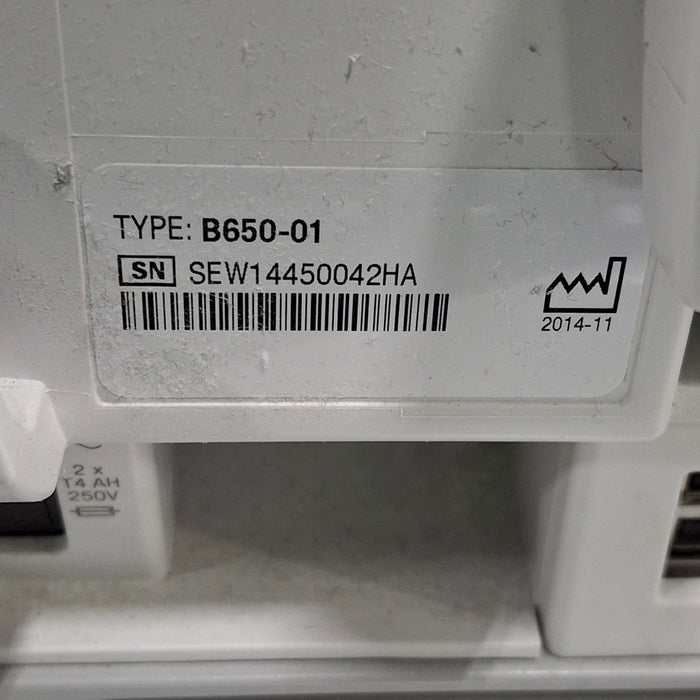 TYPE: B650-01
SN SEW14450042HA
2014-11
2 x
T4 AH
250V